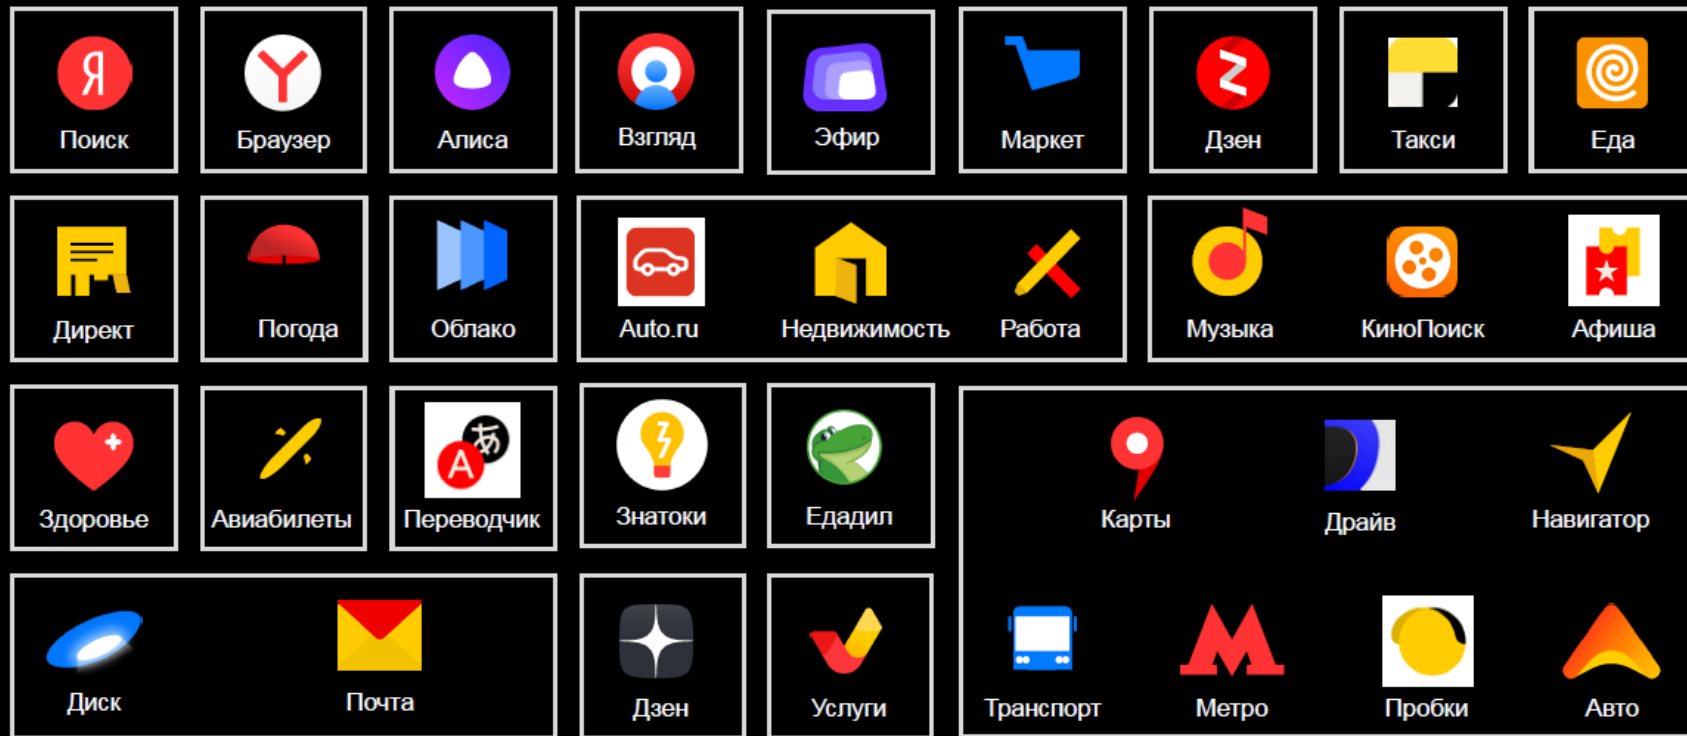 Я
Поиск
Y
Браузер
Алиса
Взгляд
Эфир
Маркет
Z
Дзен
Такси
Еда
Директ
Погода
Облако
Auto.ru
Недвижимость
Работа
Музыка
КиноПоиск
Афиша
Здоровье
Авиабилеты
A あ
Переводчик
Знатоки
Едадил
Карты
Драйв
Навигатор
Диск
Почта
Дзен
Услуги
Транспорт
Метро
Пробки
Авто